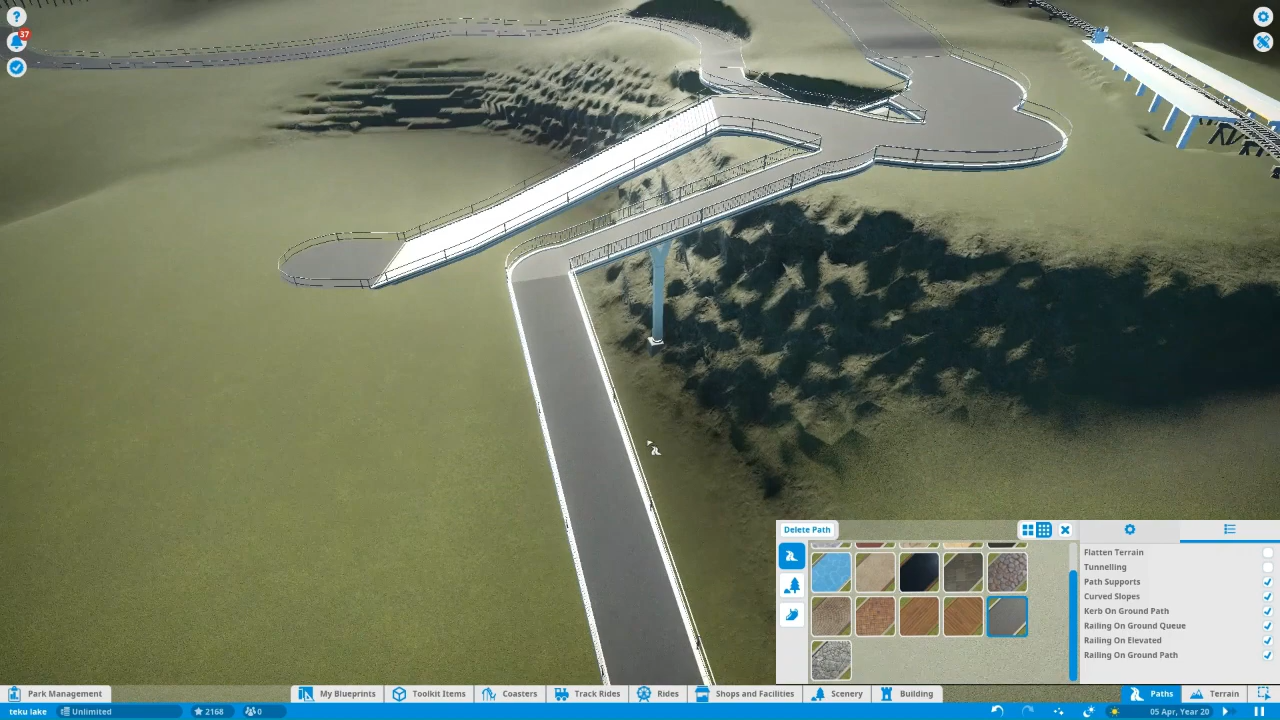 ?
37
Delete Path
Flatten Terrain
Tunnelling
Path Supports
Curved Slopes
Kerb On Ground Path
Railing On Ground Queue
Railing On Elevated
Railing On Ground Path
Park Management
My Blueprints
Toolkit Items
Coasters
Track Rides
Rides
Shops and Facilities
Scenery
Building
Paths
Terrain
teku lake
Unlimited
2168
0
05 Apr, Year 20